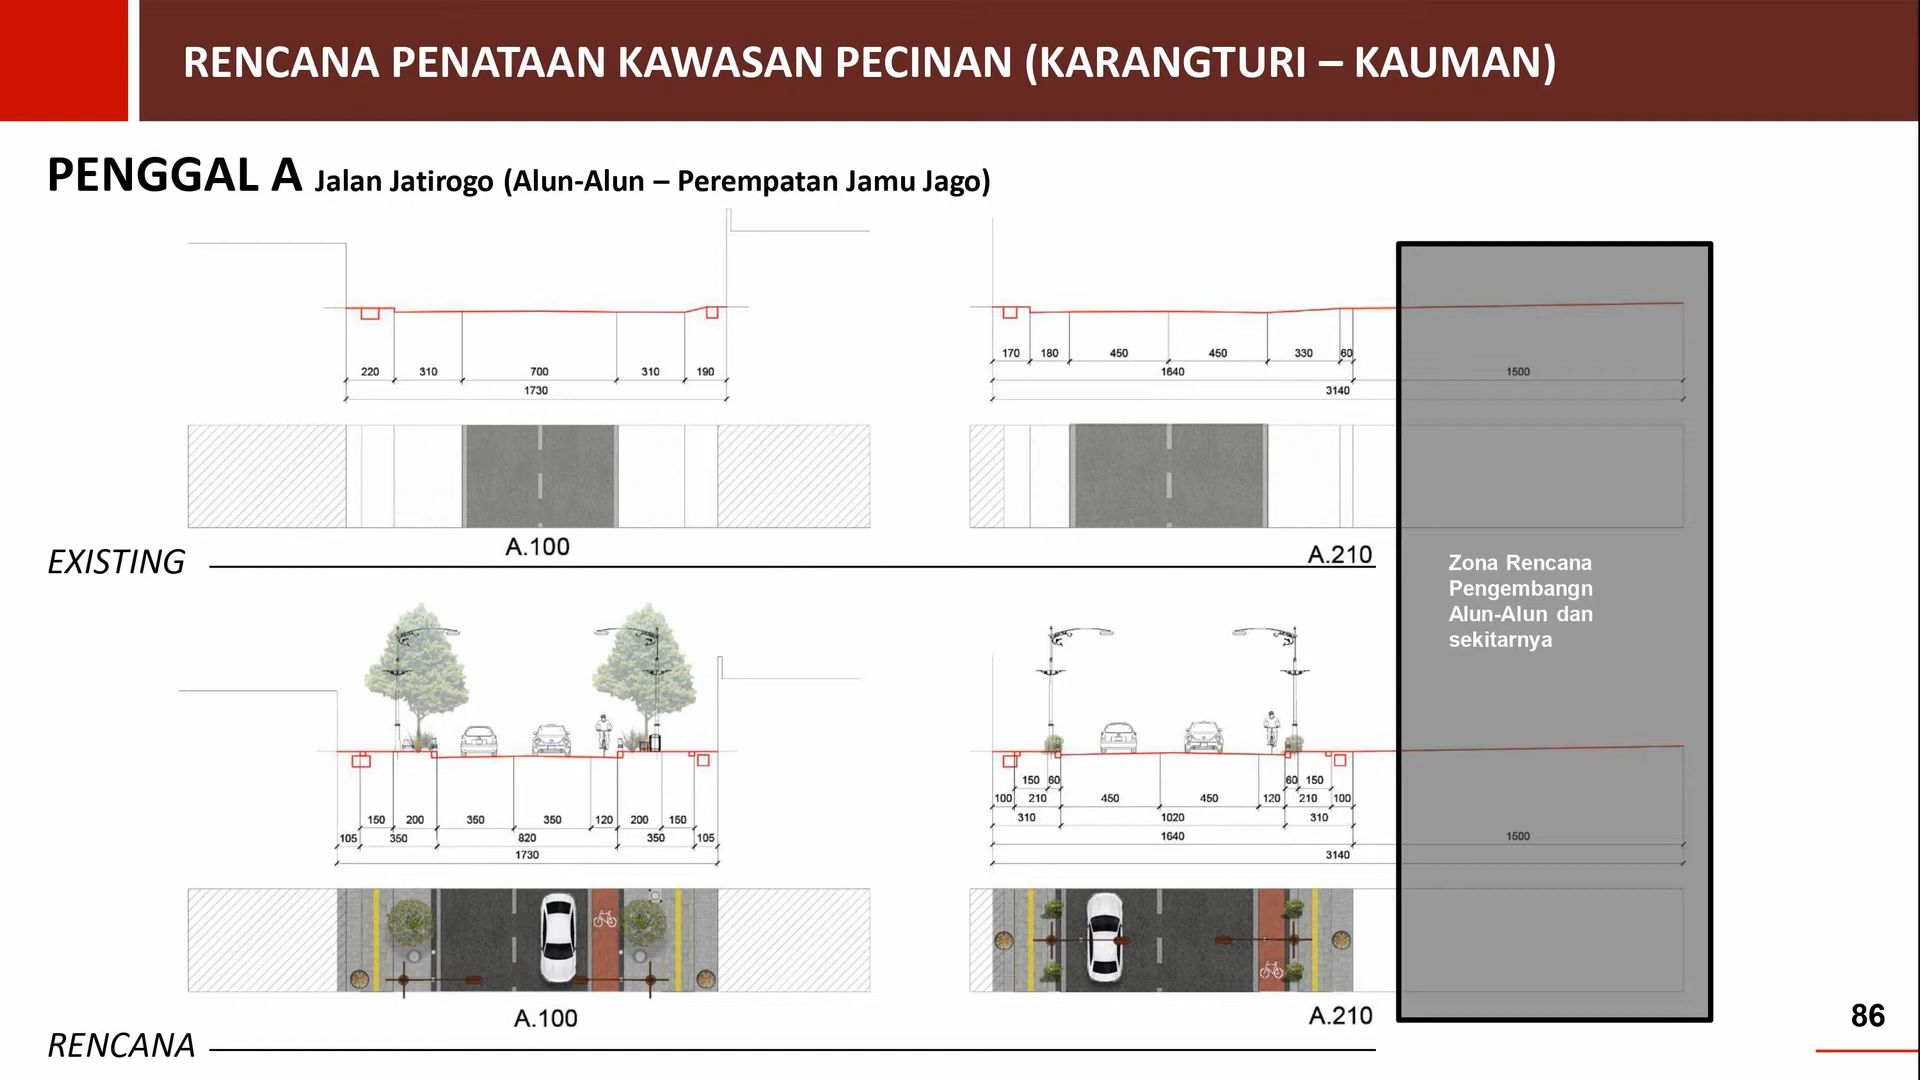 RENCANA PENATAAN KAWASAN PECINAN (KARANGTURI – KAUMAN)
PENGGAL A Jalan Jatirogo (Alun-Alun – Perempatan Jamu Jago)
220 310 700 310 190
1730
170 180 450 450 330 60
1640 1500
3140
A.100
A.210
EXISTING
Zona Rencana
Pengembangn
Alun-Alun dan
sekitarnya
150 200 350 350 120 200 150
105 350 820 350 105
1730
150 60 60 150
100 210 450 450 120 210 100
310 1020 310
1640 1500
3140
A.100
A.210
RENCANA
86